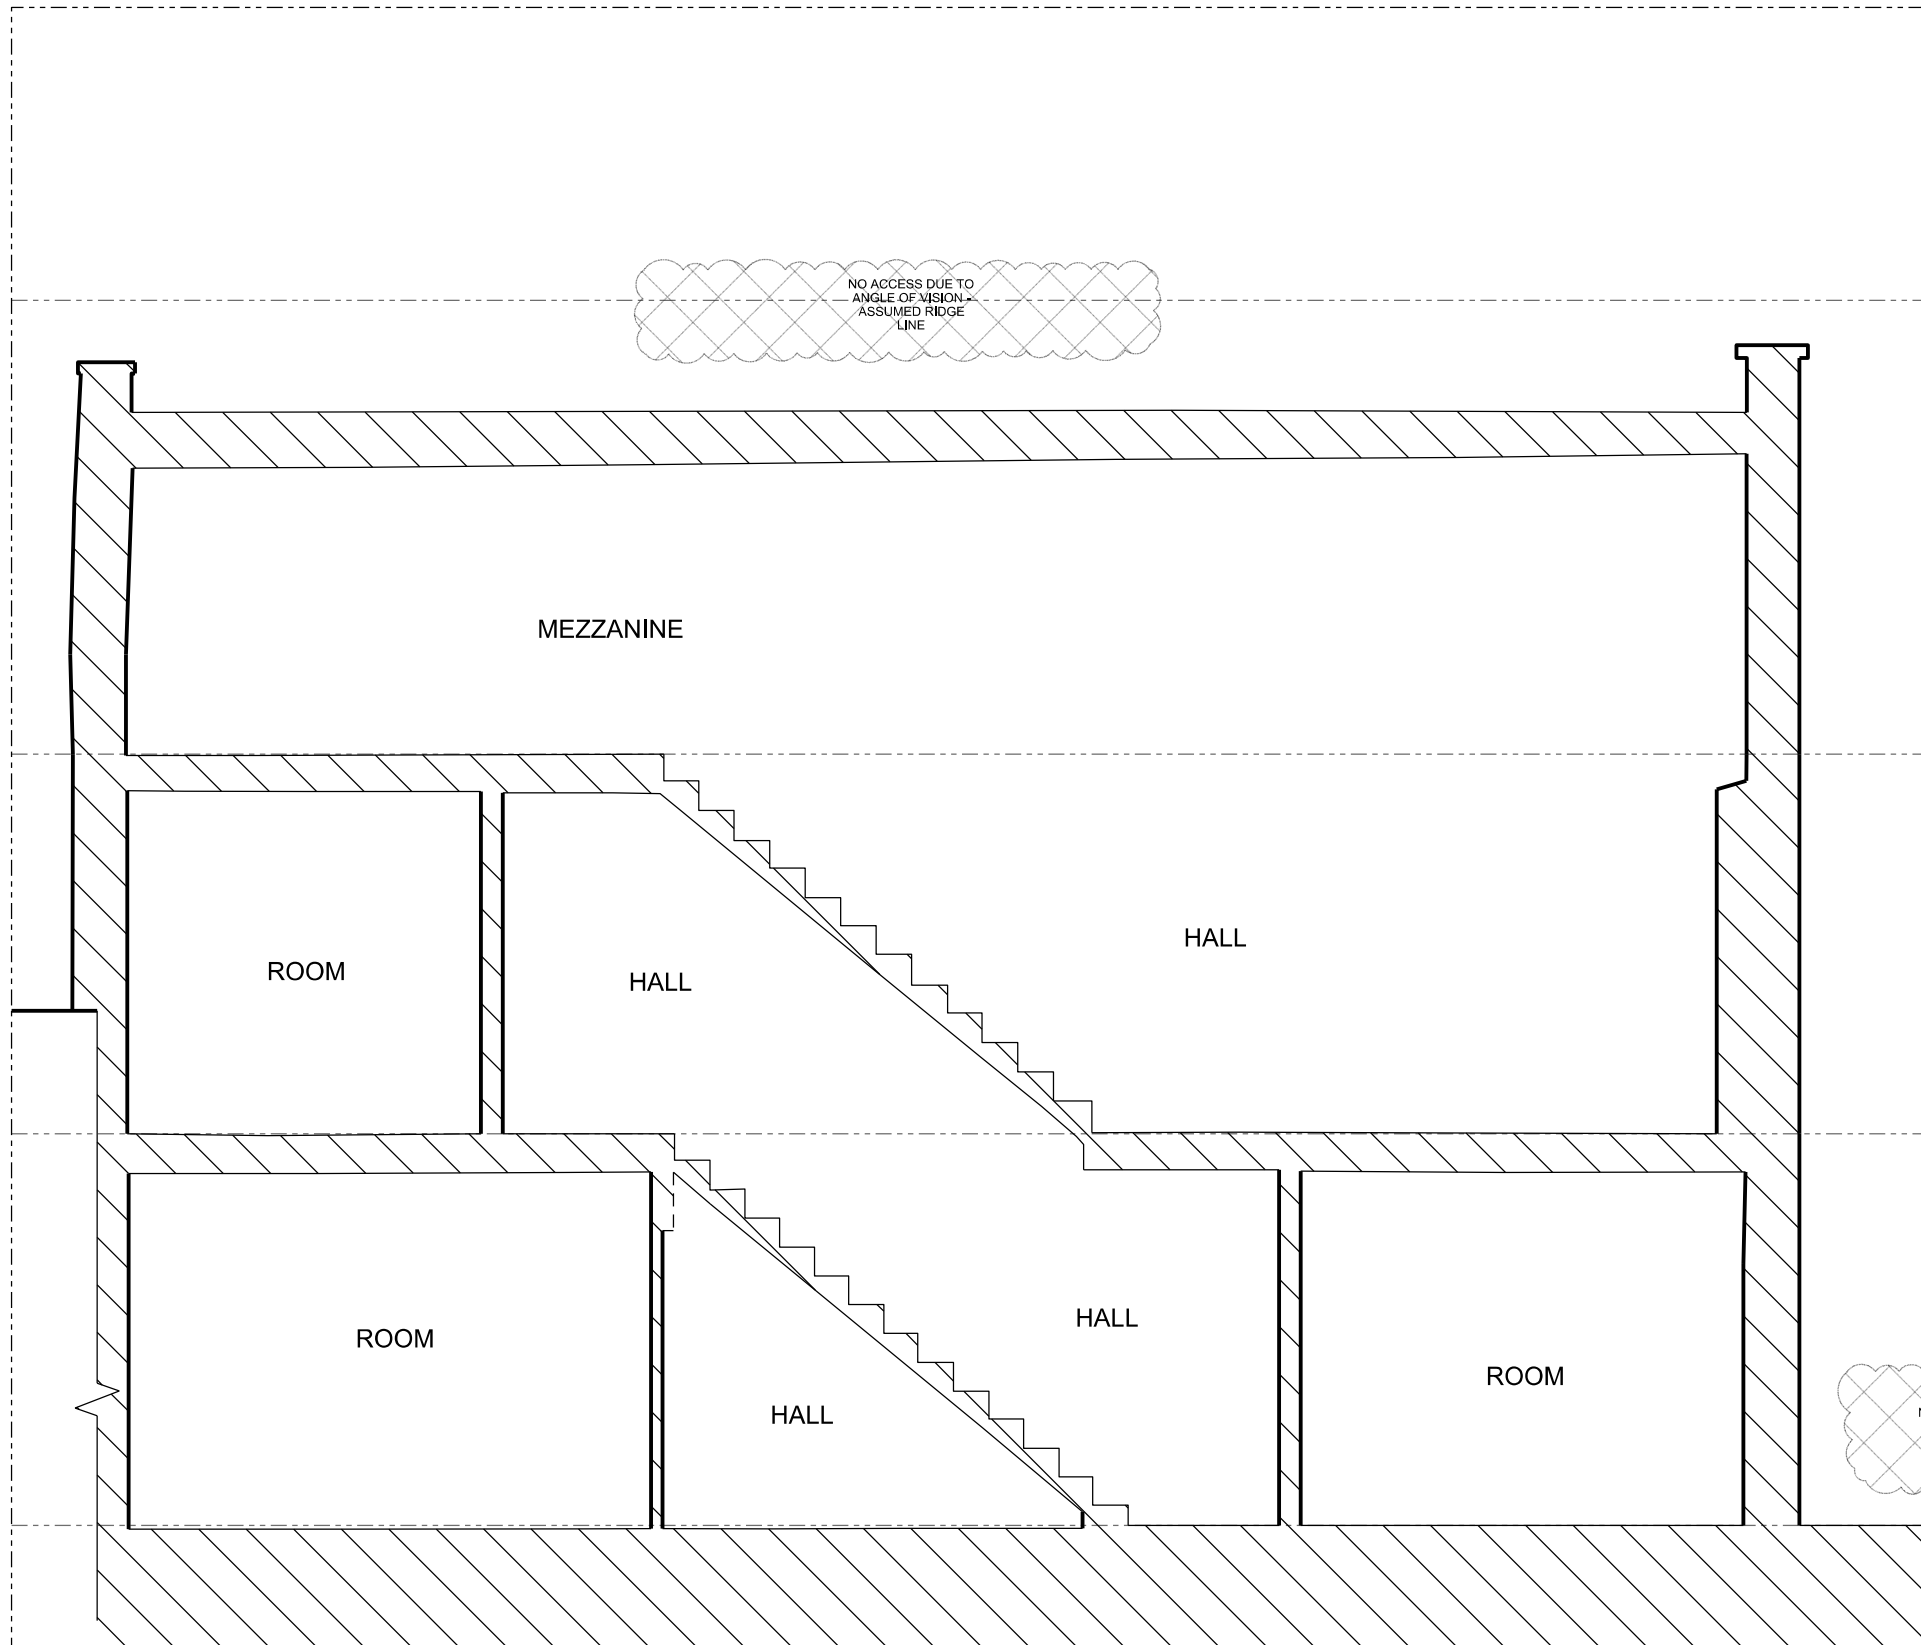 NO ACCESS DUE TO
ANGLE OF VISION -
ASSUMED RIDGE
LINE
MEZZANINE
HALL
ROOM
HALL
HALL
ROOM
ROOM
HALL